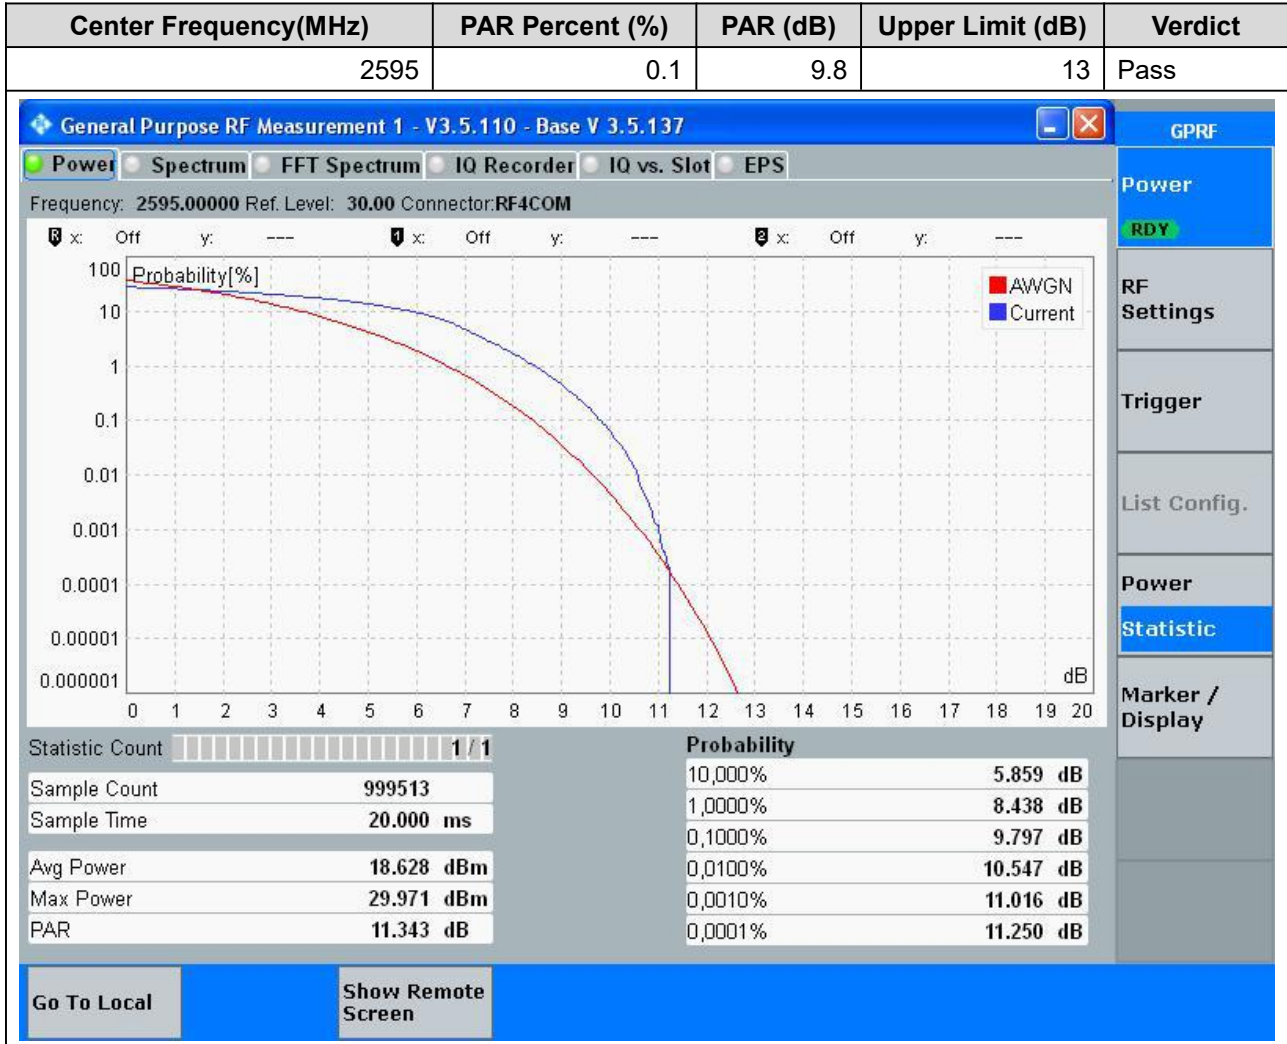 Center Frequency(MHz) PAR Percent (%) PAR (dB) Upper Limit (dB) Verdict
2595 0.1 9.8 13 Pass
General Purpose RF Measurement 1 - V3.5.110 - Base V 3.5.137
GPRF
Power Spectrum FFT Spectrum IQ Recorder IQ vs. Slot EPS
Frequency: 2595.00000 Ref. Level: 30.00 Connector:RF4COM
R x: Off y: --- 1 x: Off y: --- 2 x: Off y: ---
Probability[%]
AWGN
Current
100
10
1
0.1
0.01
0.001
0.0001
0.00001
0.000001
dB
0 1 2 3 4 5 6 7 8 9 10 11 12 13 14 15 16 17 18 19 20
Statistic Count 1 / 1
Sample Count 999513
Sample Time 20.000 ms
Avg Power 18.628 dBm
Max Power 29.971 dBm
PAR 11.343 dB
Probability
10,000% 5.859 dB
1,0000% 8.438 dB
0,1000% 9.797 dB
0,0100% 10.547 dB
0,0010% 11.016 dB
0,0001% 11.250 dB
Power
RDY
RF
Settings
Trigger
List Config.
Power
Statistic
Marker /
Display
Go To Local
Show Remote
Screen